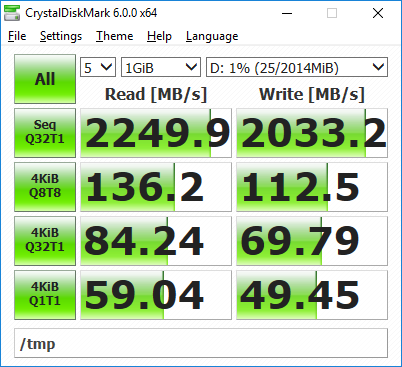 CrystalDiskMark 6.0.0 x64
File Settings Theme Help Language
All 5 1GiB D: 1% (25/2014MiB)
Read [MB/s] Write [MB/s]
Seq Q32T1 2249.9 2033.2
4KiB Q8T8 136.2 112.5
4KiB Q32T1 84.24 69.79
4KiB Q1T1 59.04 49.45
/tmp